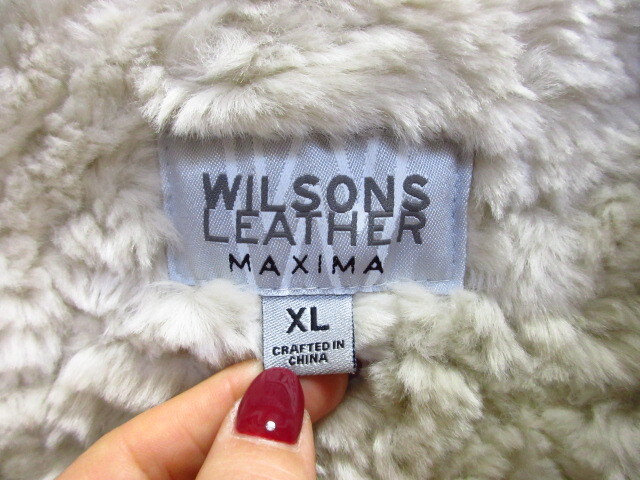 WILSONS
LEATHER
MAXIMA
XL
CRAFTED IN
CHINA